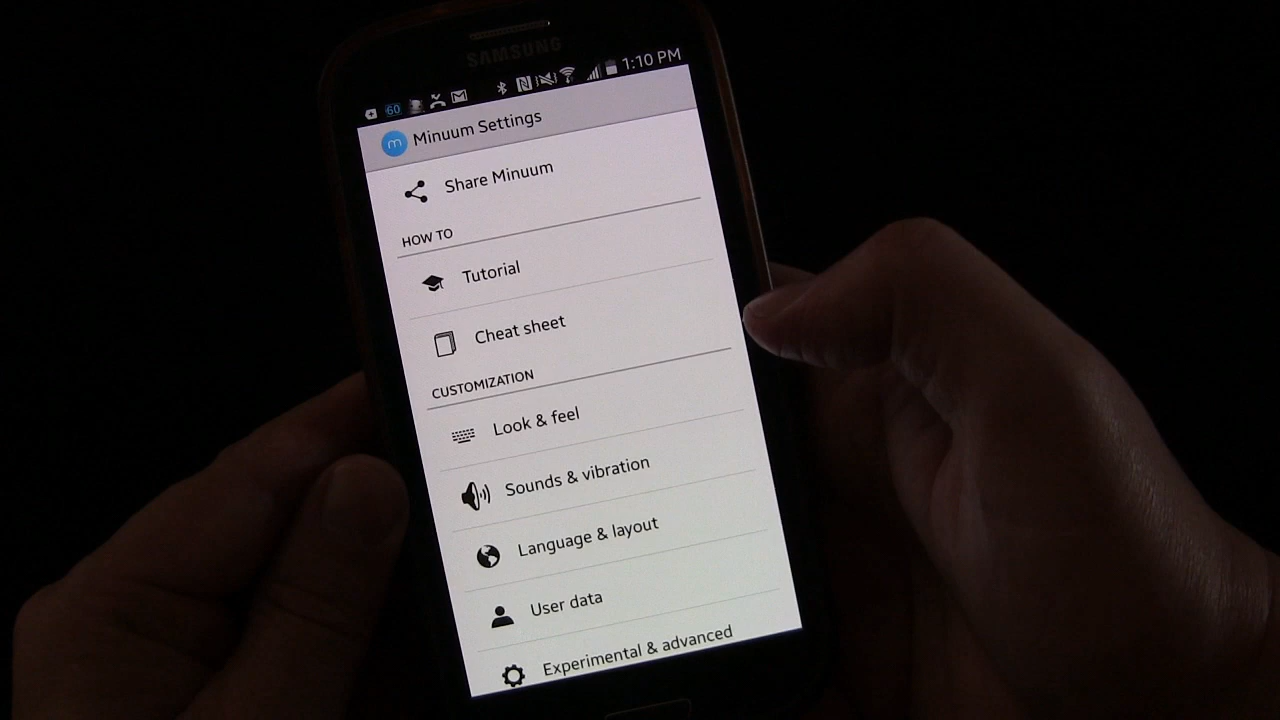 SAMSUNG
60 1:10 PM
m Minuum Settings
Share Minuum
HOW TO
Tutorial
Cheat sheet
CUSTOMIZATION
Look & feel
Sounds & vibration
Language & layout
User data
Experimental & advanced